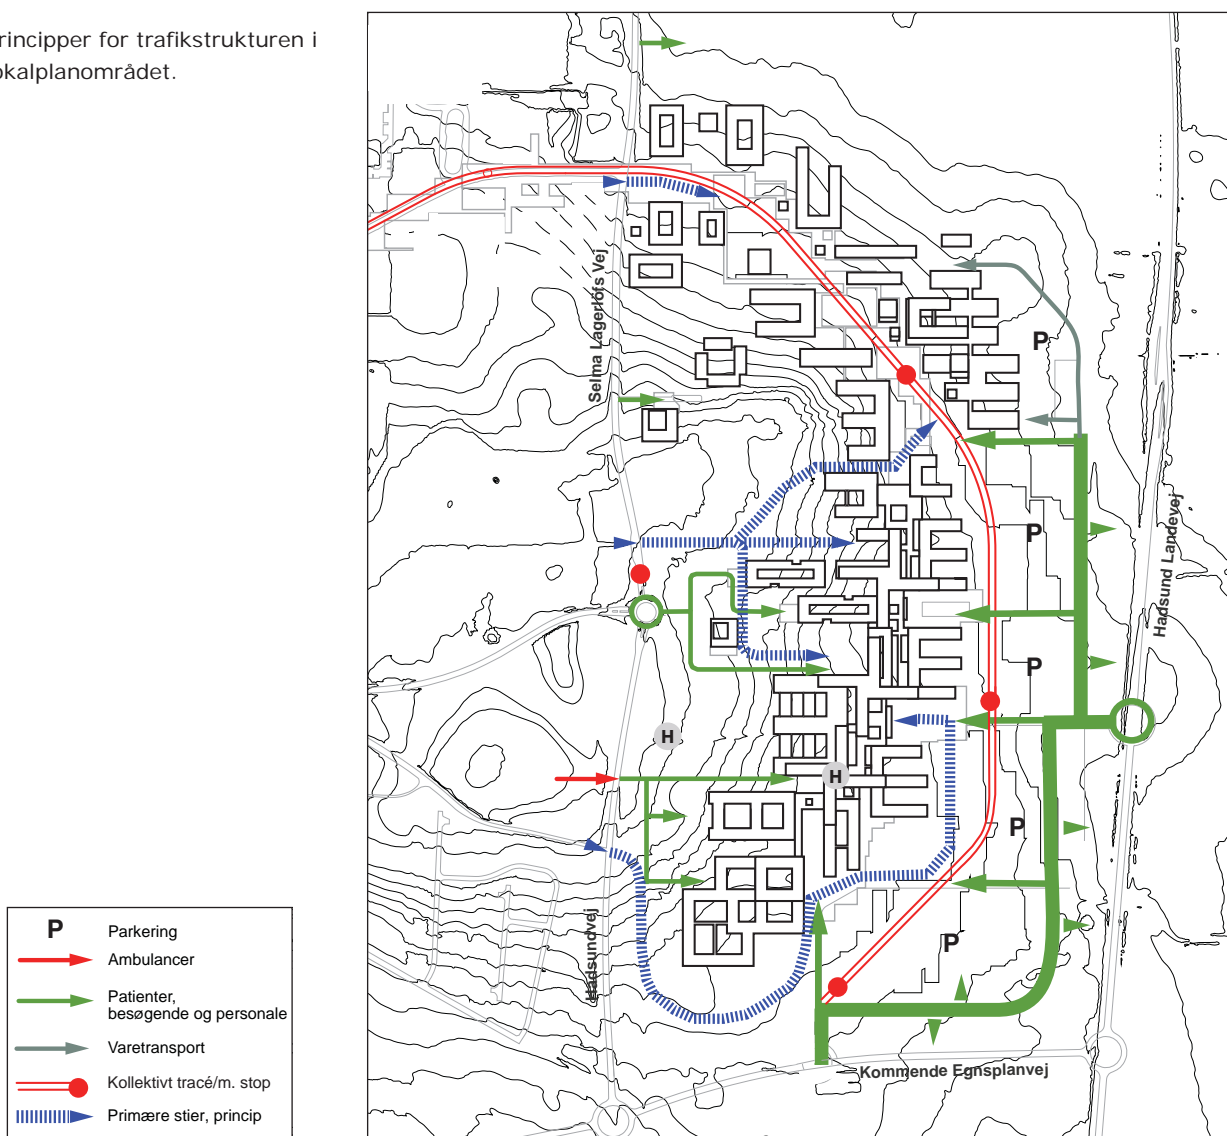 rincipper for trafikstrukturen i
okalplanområdet.
Selma Lagerlöfs Vej
P
P
Hadsund Landevej
P
H
H
P
P
Hadsundvej
Kommende Egnsplanvej
P Parkering
Ambulancer
Patienter,
besøgende og personale
Varetransport
Kollektivt tracé/m. stop
Primære stier, princip